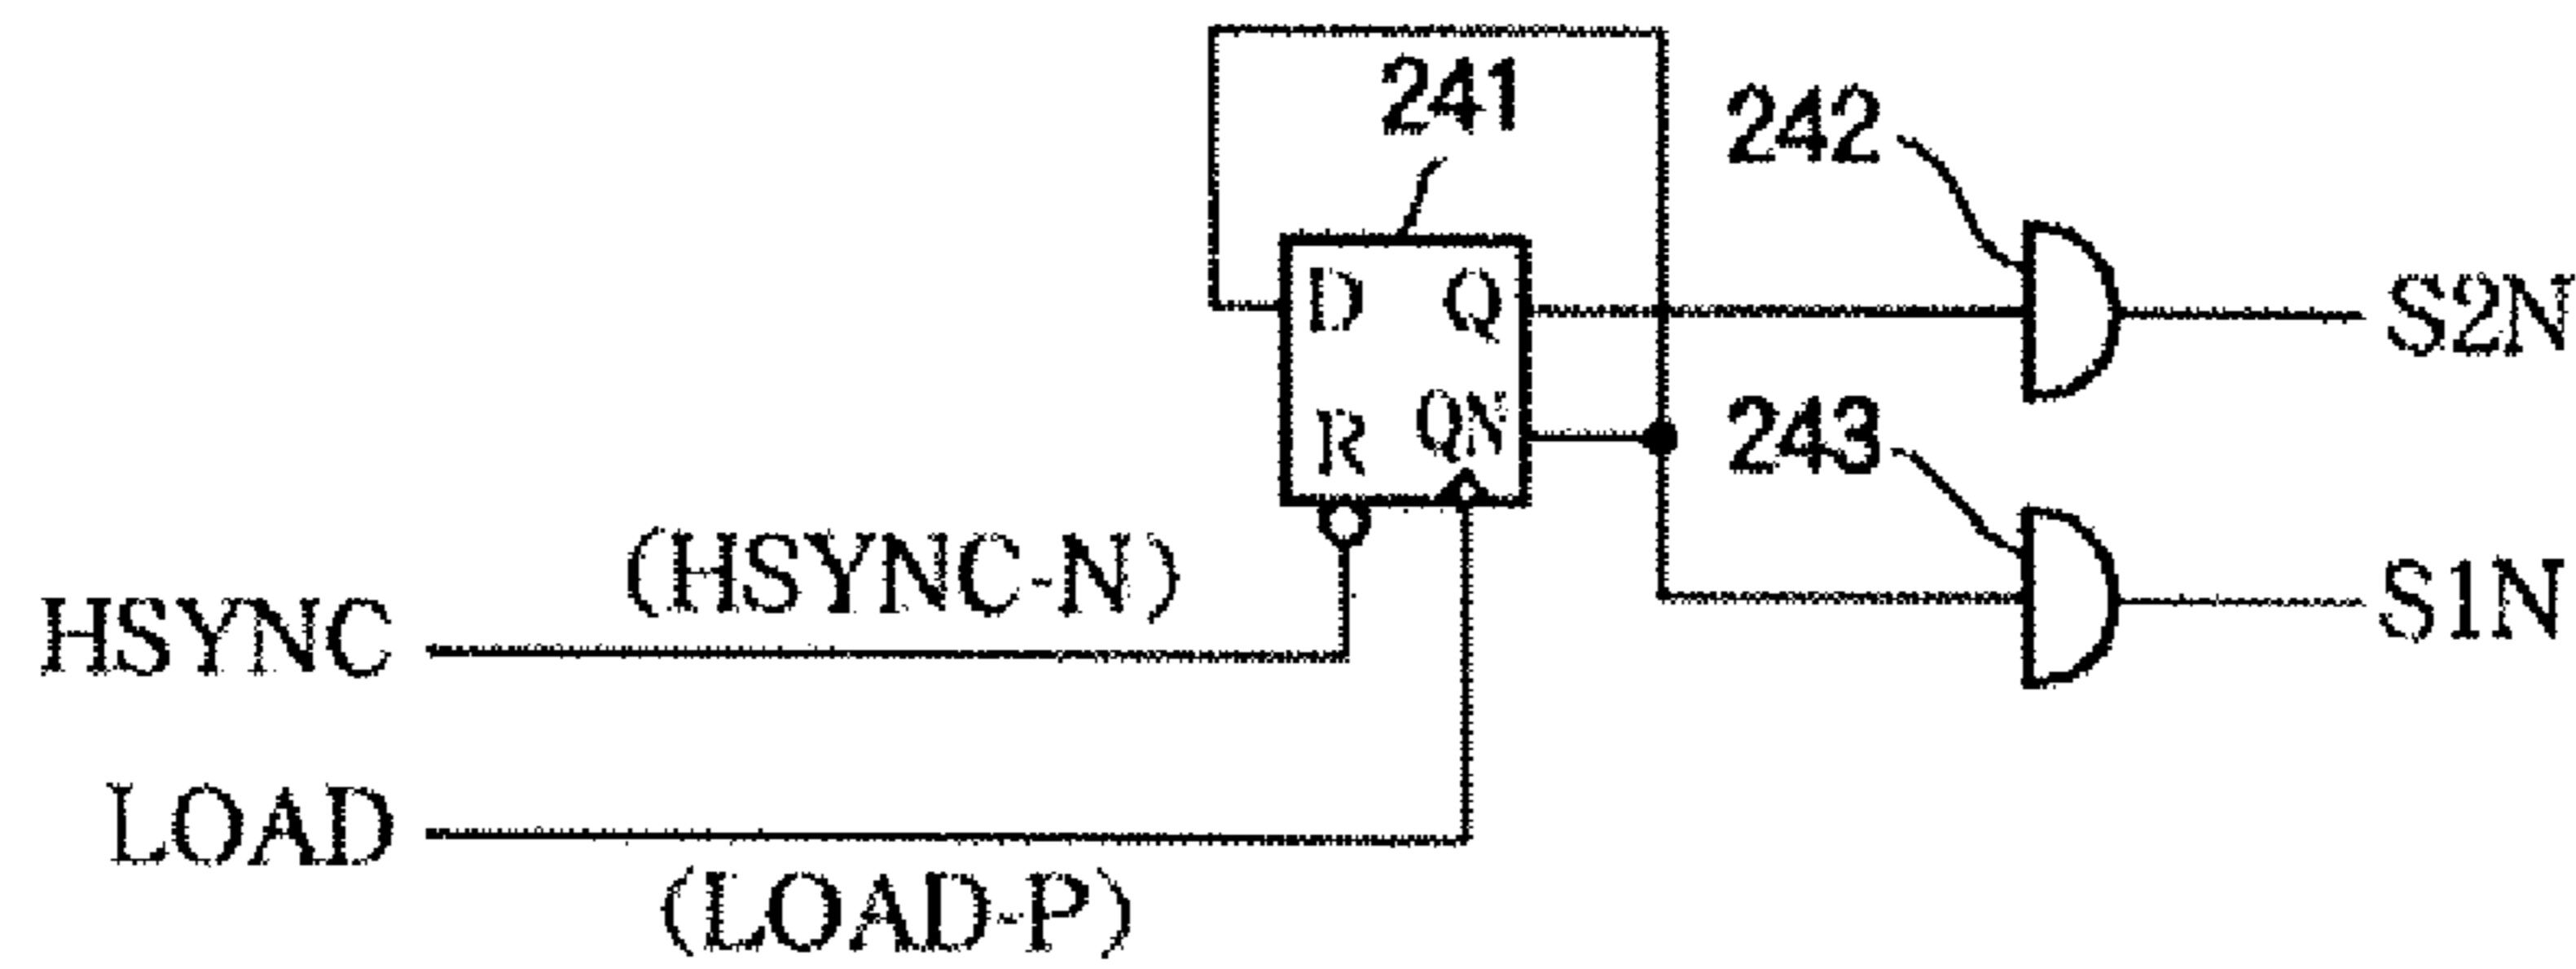 241
242
D Q
S2N
R QN
243
(HSYNC-N)
HSYNC
S1N
LOAD
(LOAD-P)